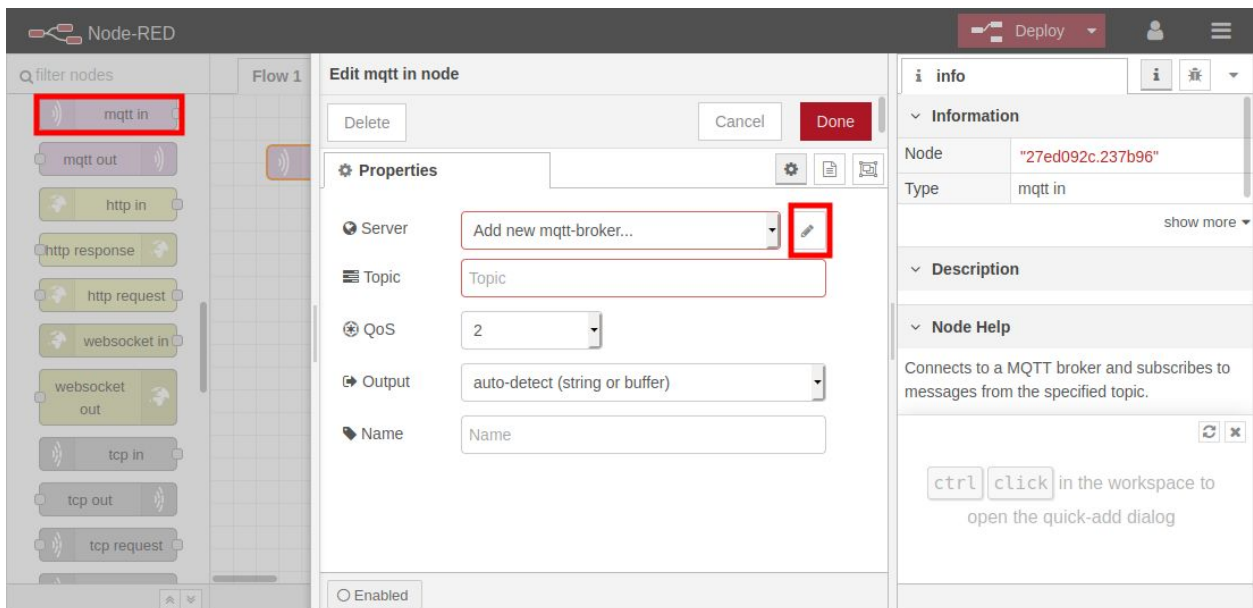 Node-RED
Deploy
filter nodes
mqtt in
mqtt out
http in
http response
http request
websocket in
websocket
out
tcp in
tcp out
tcp request
Flow 1
Edit mqtt in node
Delete
Cancel
Done
Properties
Server
Add new mqtt-broker...
Topic
Topic
QoS
2
Output
auto-detect (string or buffer)
Name
Name
Enabled
i info
i
Information
Node
"27ed092c.237b96"
Type
mqtt in
show more
Description
Node Help
Connects to a MQTT broker and subscribes to
messages from the specified topic.
ctrl click in the workspace to
open the quick-add dialog